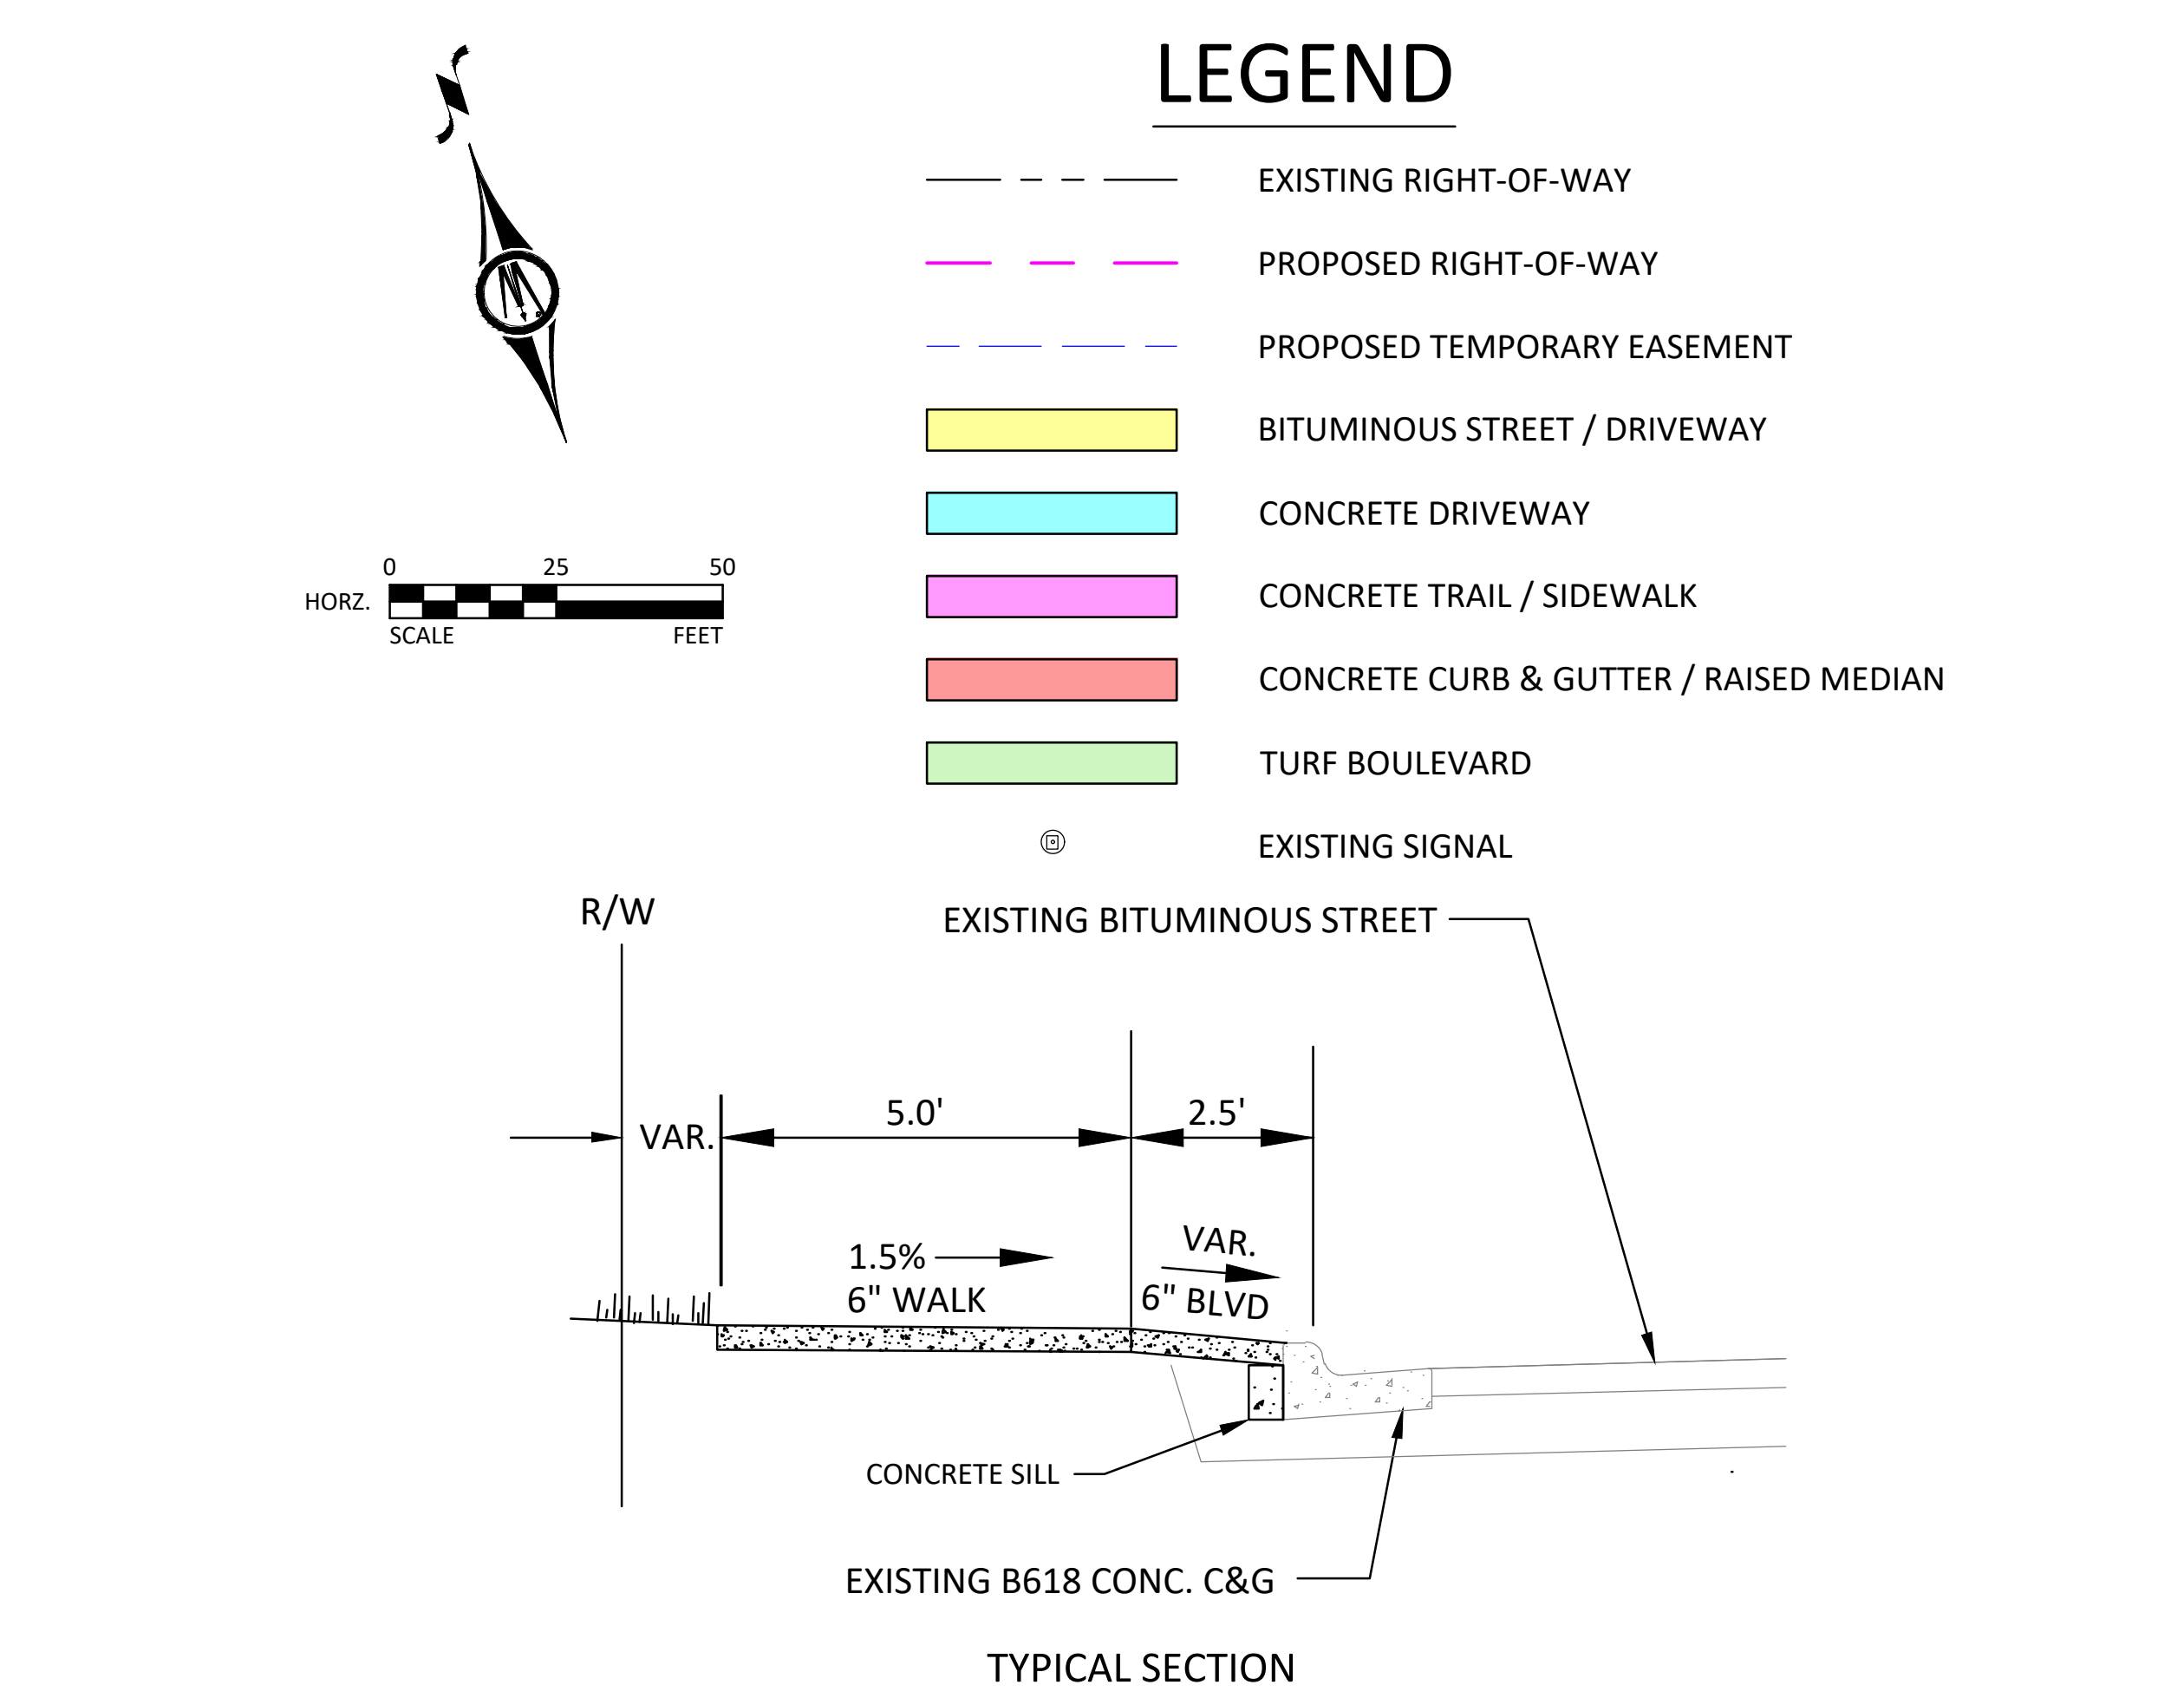 LEGEND
EXISTING RIGHT-OF-WAY
PROPOSED RIGHT-OF-WAY
PROPOSED TEMPORARY EASEMENT
BITUMINOUS STREET / DRIVEWAY
CONCRETE DRIVEWAY
CONCRETE TRAIL / SIDEWALK
CONCRETE CURB & GUTTER / RAISED MEDIAN
TURF BOULEVARD
EXISTING SIGNAL
N
0 25 50
HORZ.
SCALE FEET
R/W
EXISTING BITUMINOUS STREET
VAR.
5.0'
2.5'
1.5%
6" WALK
VAR.
6" BLVD
CONCRETE SILL
EXISTING B618 CONC. C&G
TYPICAL SECTION